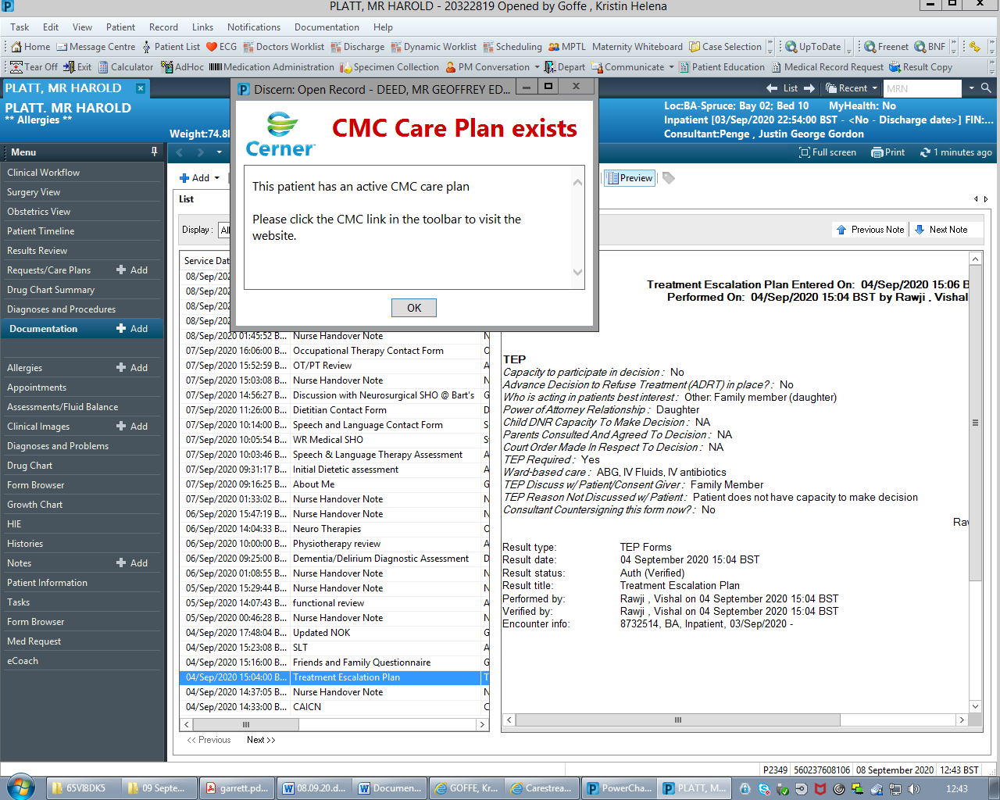 PLATT, MR HAROLD - 20322819 Opened by Goffe , Kristin Helena
Task Edit View Patient Record Links Notifications Documentation Help
Home Message Centre Patient List ECG Doctors Worklist Discharge Dynamic Worklist Scheduling MPTL Maternity Whiteboard Case Selection UpToDate Freenet BNF
Tear Off Exit Calculator AdHoc Medication Administration Specimen Collection PM Conversation Depart Communicate Patient Education Medical Record Request Result Copy
PLATT, MR HAROLD
List Recent MRN
PLATT, MR HAROLD
** Allergies **
Weight:74.8
Loc:BA-Spruce; Bay 02; Bed 10 MyHealth: No
Inpatient [03/Sep/2020 22:54:00 BST - <No - Discharge date>] FIN:...
Consultant:Penge , Justin George Gordon
Discern: Open Record - DEED, MR GEOFFREY ED...
Cerner
CMC Care Plan exists
This patient has an active CMC care plan
Please click the CMC link in the toolbar to visit the
website.
OK
Menu
Clinical Workflow
Surgery View
Obstetrics View
Patient Timeline
Results Review
Requests/Care Plans Add
Drug Chart Summary
Diagnoses and Procedures
Documentation Add
Allergies Add
Appointments
Assessments/Fluid Balance
Clinical Images Add
Diagnoses and Problems
Drug Chart
Form Browser
Growth Chart
HIE
Histories
Notes Add
Patient Information
Tasks
Form Browser
Med Request
eCoach
Full screen Print 1 minutes ago
Add
Preview
List
Display :
Previous Note Next Note
Service Dat
08/Sep/202
08/Sep/202
08/Sep/202
08/Sep/202
08/Sep/2020 01:45:52 B... Nurse Handover Note N
07/Sep/2020 16:06:00 B... Occupational Therapy Contact Form O
07/Sep/2020 15:52:59 B... OT/PT Review A
07/Sep/2020 15:03:08 B... Nurse Handover Note N
07/Sep/2020 14:56:27 B... Discussion with Neurosurgical SHO @ Bart's G
07/Sep/2020 11:26:00 B... Dietitian Contact Form D
07/Sep/2020 10:14:00 B... Speech and Language Contact Form S
07/Sep/2020 10:05:54 B... WR Medical SHO
07/Sep/2020 10:03:46 B... Speech & Language Therapy Assessment A
07/Sep/2020 09:31:17 B... Initial Dietetic assessment A
07/Sep/2020 09:16:25 B... About Me G
07/Sep/2020 01:33:02 B... Nurse Handover Note N
06/Sep/2020 15:47:19 B... Nurse Handover Note N
06/Sep/2020 14:04:33 B... Neuro Therapies O
06/Sep/2020 10:00:00 B... Physiotherapy review A
06/Sep/2020 09:25:00 B... Dementia/Delirium Diagnostic Assessment D
06/Sep/2020 01:08:55 B... Nurse Handover Note N
05/Sep/2020 15:29:44 B... Nurse Handover Note N
05/Sep/2020 14:07:43 B... functional review A
05/Sep/2020 00:46:28 B... Nurse Handover Note N
04/Sep/2020 17:48:04 B... Updated NOK G
04/Sep/2020 15:23:08 B... SLT A
04/Sep/2020 15:16:00 B... Friends and Family Questionnaire G
04/Sep/2020 15:04:00 B... Treatment Escalation Plan T
04/Sep/2020 14:37:05 B... Nurse Handover Note N
04/Sep/2020 14:33:00 B... CAICN C
<< Previous Next >>
Treatment Escalation Plan Entered On: 04/Sep/2020 15:06 B
Performed On: 04/Sep/2020 15:04 BST by Rawji , Vishal
TEP
Capacity to participate in decision : No
Advance Decision to Refuse Treatment (ADRT) in place? : No
Who is acting in patients best interest : Other: Family member (daughter)
Power of Attorney Relationship : Daughter
Child DNR Capacity To Make Decision : NA
Parents Consulted And Agreed To Decision : NA
Court Order Made In Respect To Decision : NA
TEP Required : Yes
Ward-based care : ABG, IV Fluids, IV antibiotics
TEP Discuss w/ Patient/Consent Giver : Family Member
TEP Reason Not Discussed w/ Patient : Patient does not have capacity to make decision
Consultant Countersigning this form now? : No
Raw
Result type: TEP Forms
Result date: 04 September 2020 15:04 BST
Result status: Auth (Verified)
Result title: Treatment Escalation Plan
Performed by: Rawji , Vishal on 04 September 2020 15:04 BST
Verified by: Rawji , Vishal on 04 September 2020 15:04 BST
Encounter info: 8732514, BA, Inpatient, 03/Sep/2020 -
P2349 560237608106 08 September 2020 12:43 BST
65VI8DK5 09 Septe... garrett.pd... 08.09.20.d... Documen... GOFFE, Kr... Carestrea... PowerCha... PLATT, M... 12:43